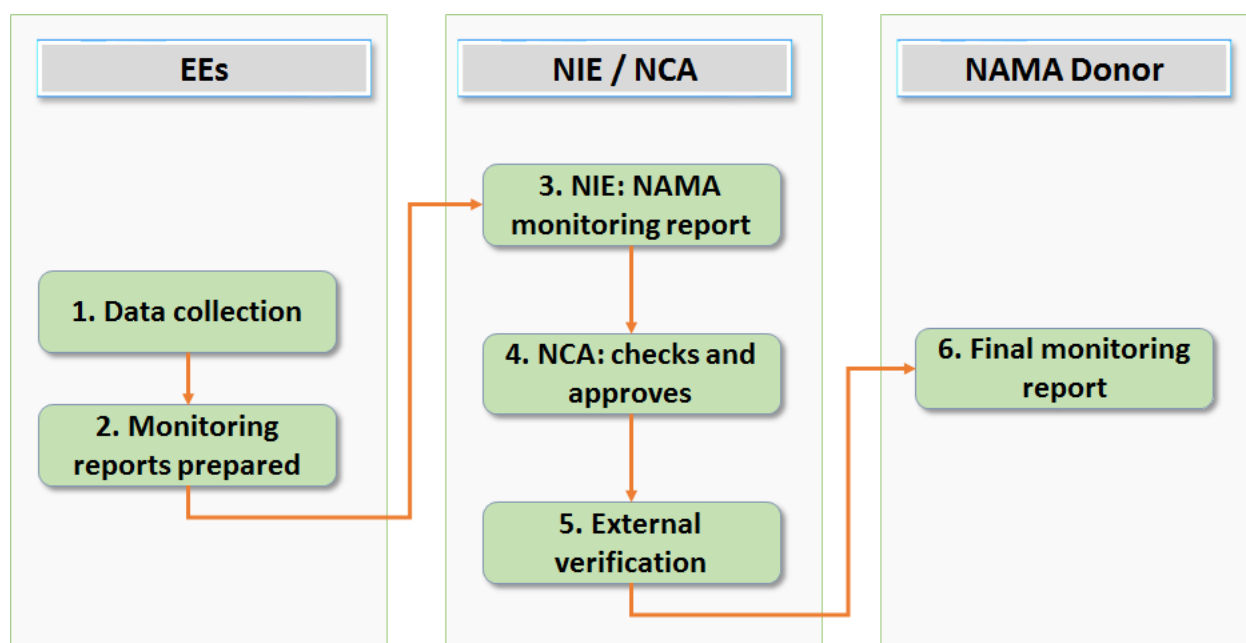 EEs
1. Data collection
2. Monitoring
reports prepared
NIE / NCA
3. NIE: NAMA
monitoring report
4. NCA: checks and
approves
5. External
verification
NAMA Donor
6. Final monitoring
report